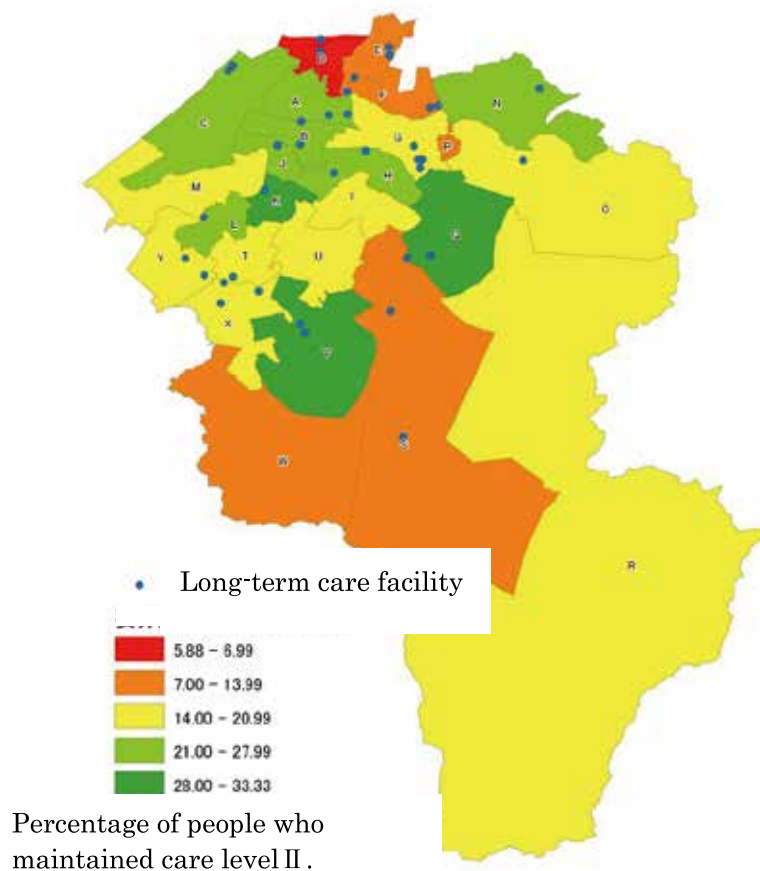 E
D
F
A
N
C
B
G
P
J
H
M
K
I
O
L
Q
Y
T
U
X
V
S
W
R
Long-term care facility
5.88 - 6.99
7.00 - 13.99
14.00 - 20.99
21.00 - 27.99
28.00 - 33.33
Percentage of people who
maintained care level Ⅱ.